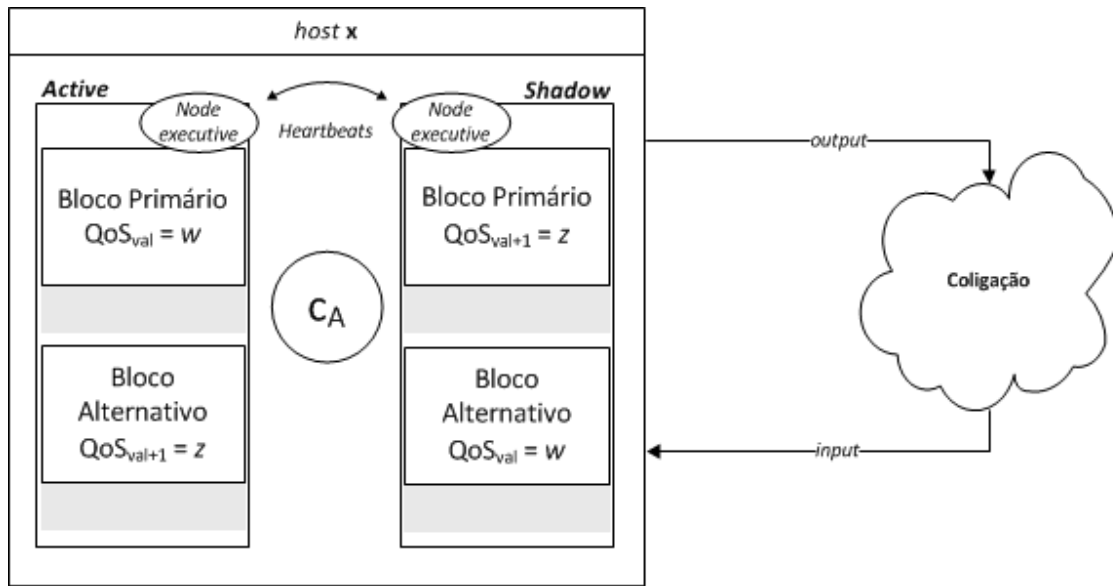 host x
Active
Node
executive
Heartbeats
Shadow
Node
executive
Bloco Primário
QoSval = w
Bloco Primário
QoSval+1 = z
CA
Bloco
Alternativo
QoSval+1 = z
Bloco
Alternativo
QoSval = w
output
Coligação
input